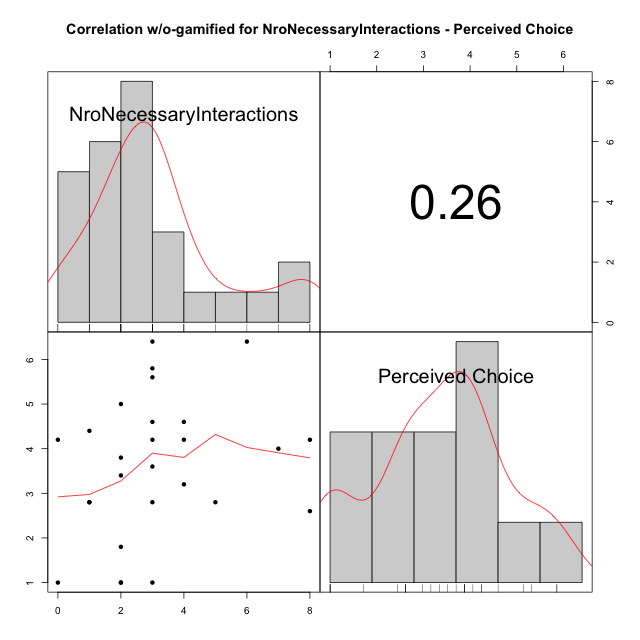 Correlation w/o-gamified for NroNecessaryInteractions - Perceived Choice
1 2 3 4 5 6
NroNecessaryInteractions
0.26
0 2 4 6 8
Perceived Choice
1 2 3 4 5 6
0 2 4 6 8